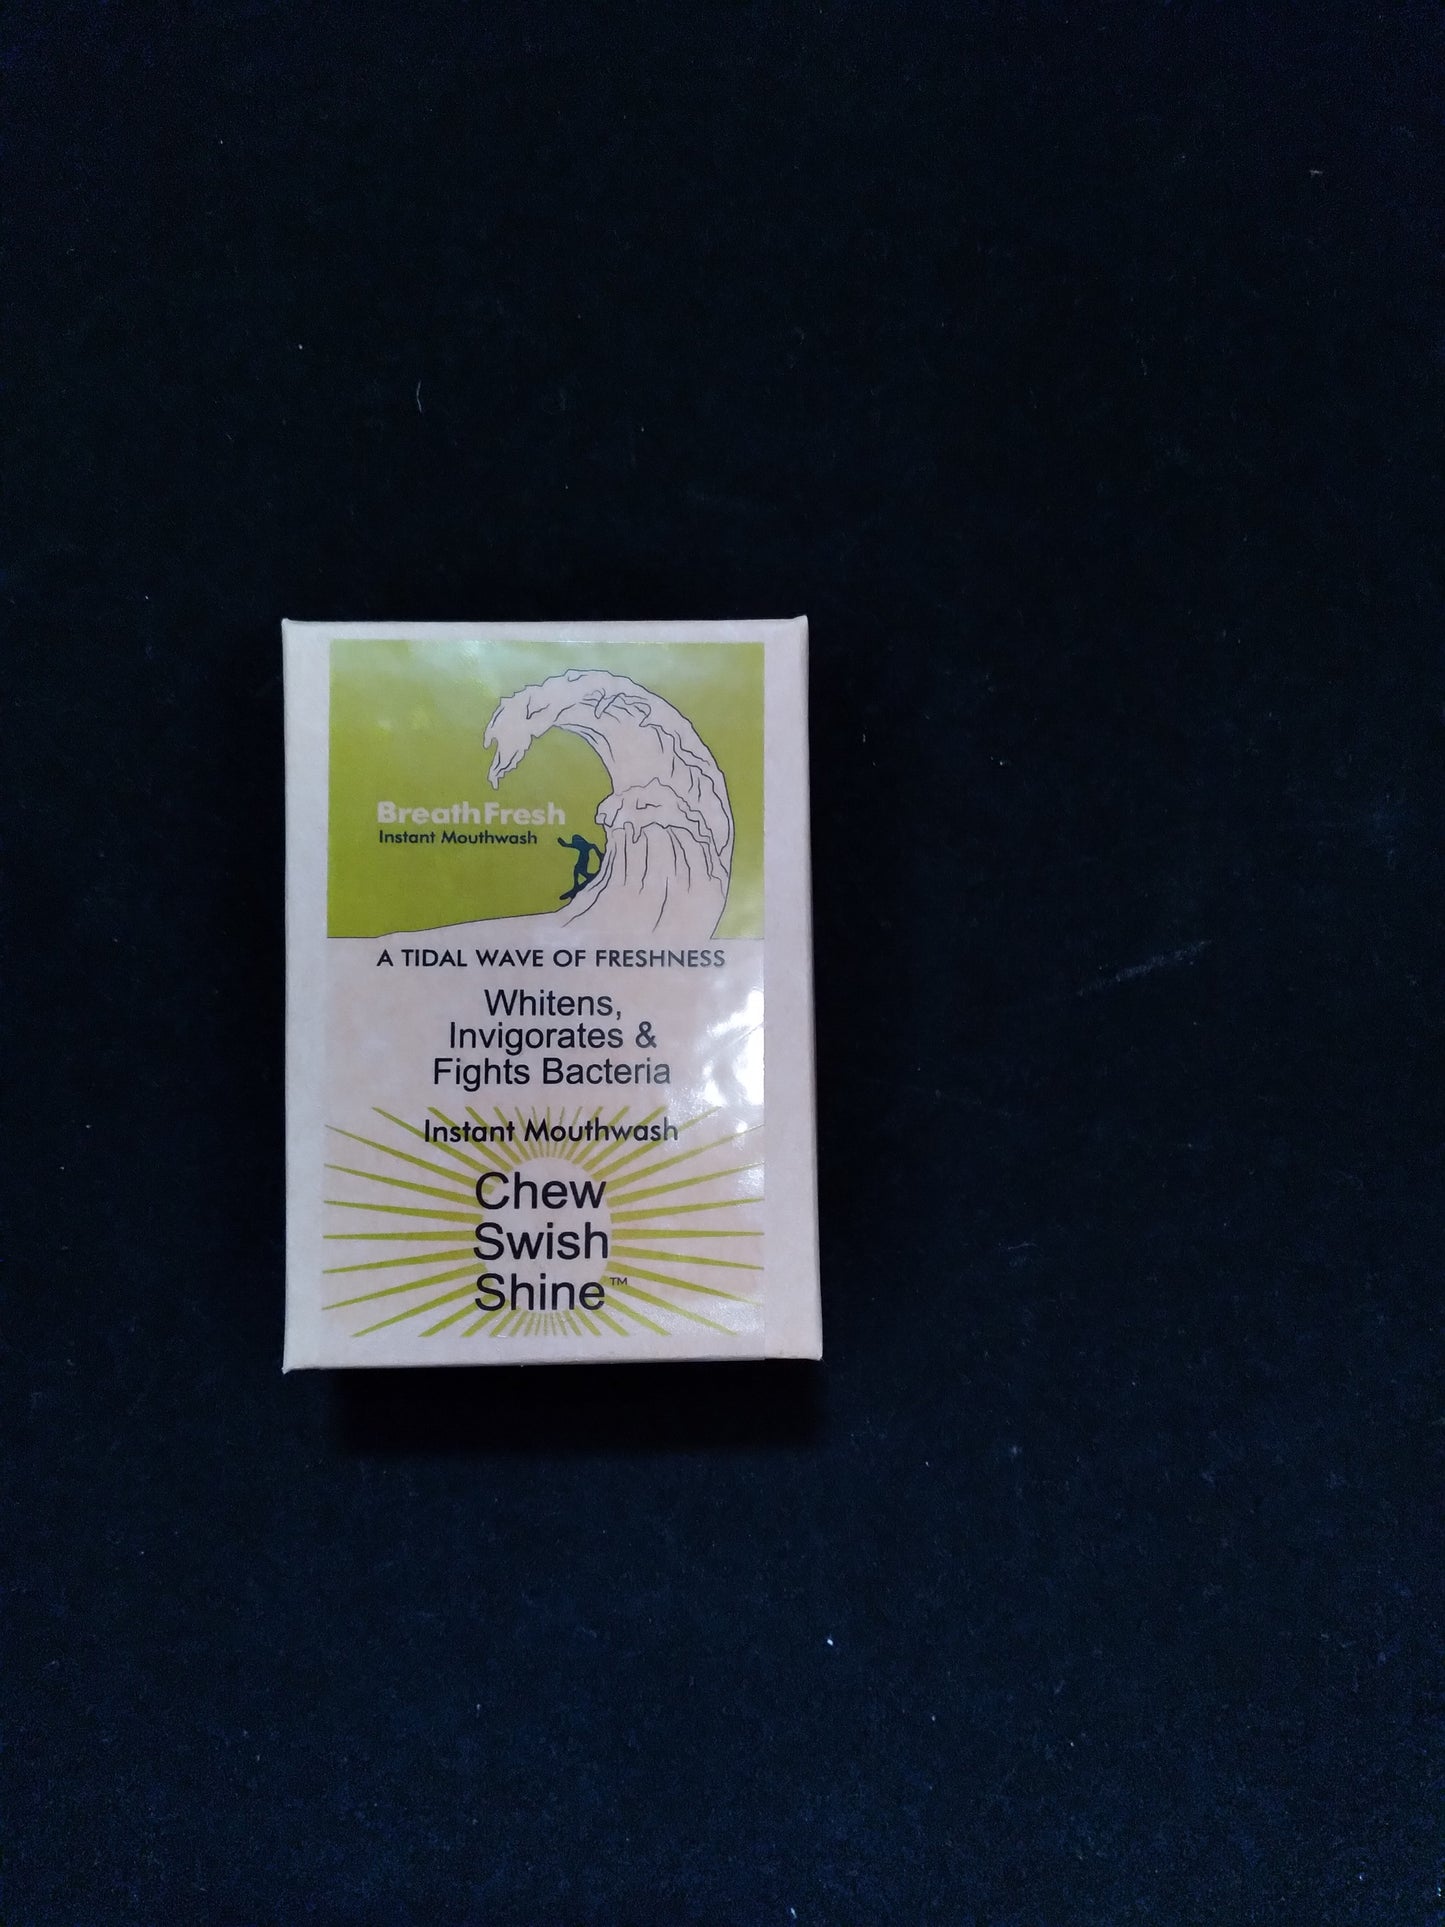 BreathFresh
Instant Mouthwash
A TIDAL WAVE OF FRESHNESS
Whitens,
Invigorates &
Fights Bacteria
Instant Mouthwash
Chew
Swish
Shine™